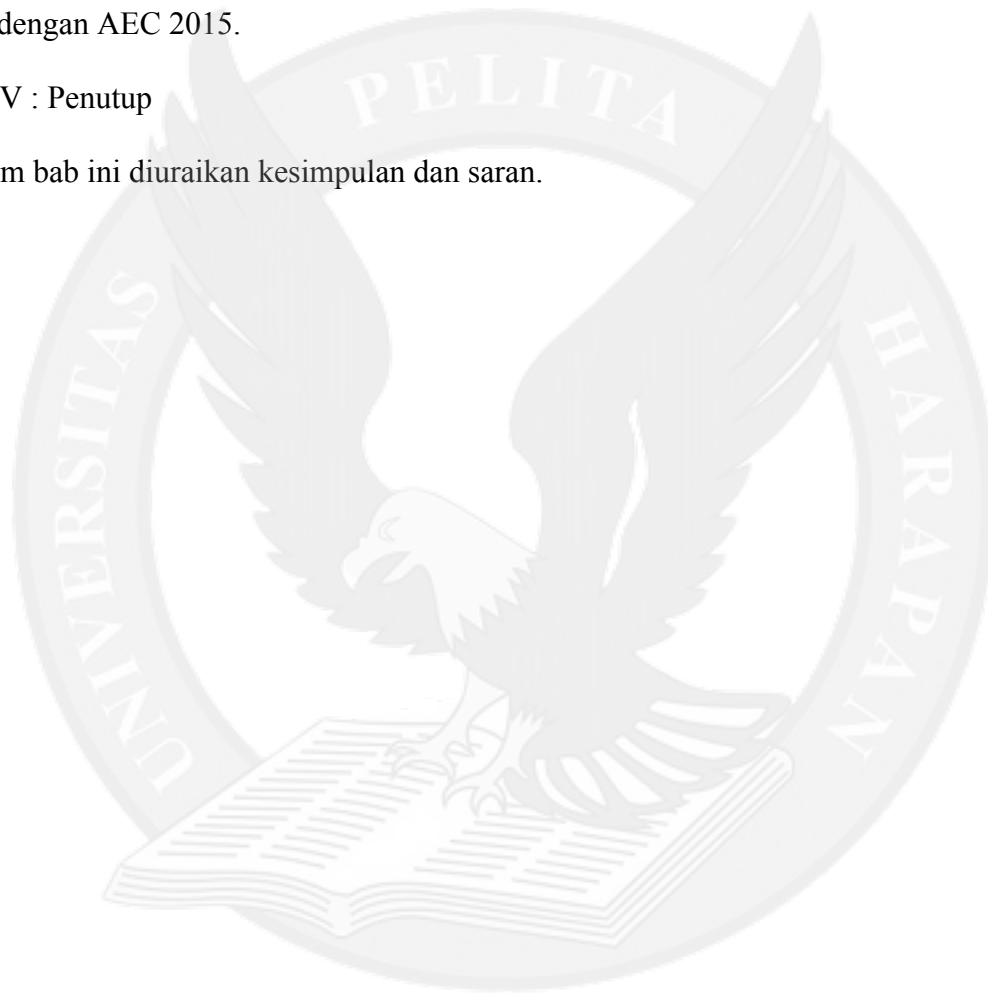 dengan AEC 2015.
V : Penutup
m bab ini diuraikan kesimpulan dan saran.
UNIVERSITAS PELITA HARAPAN